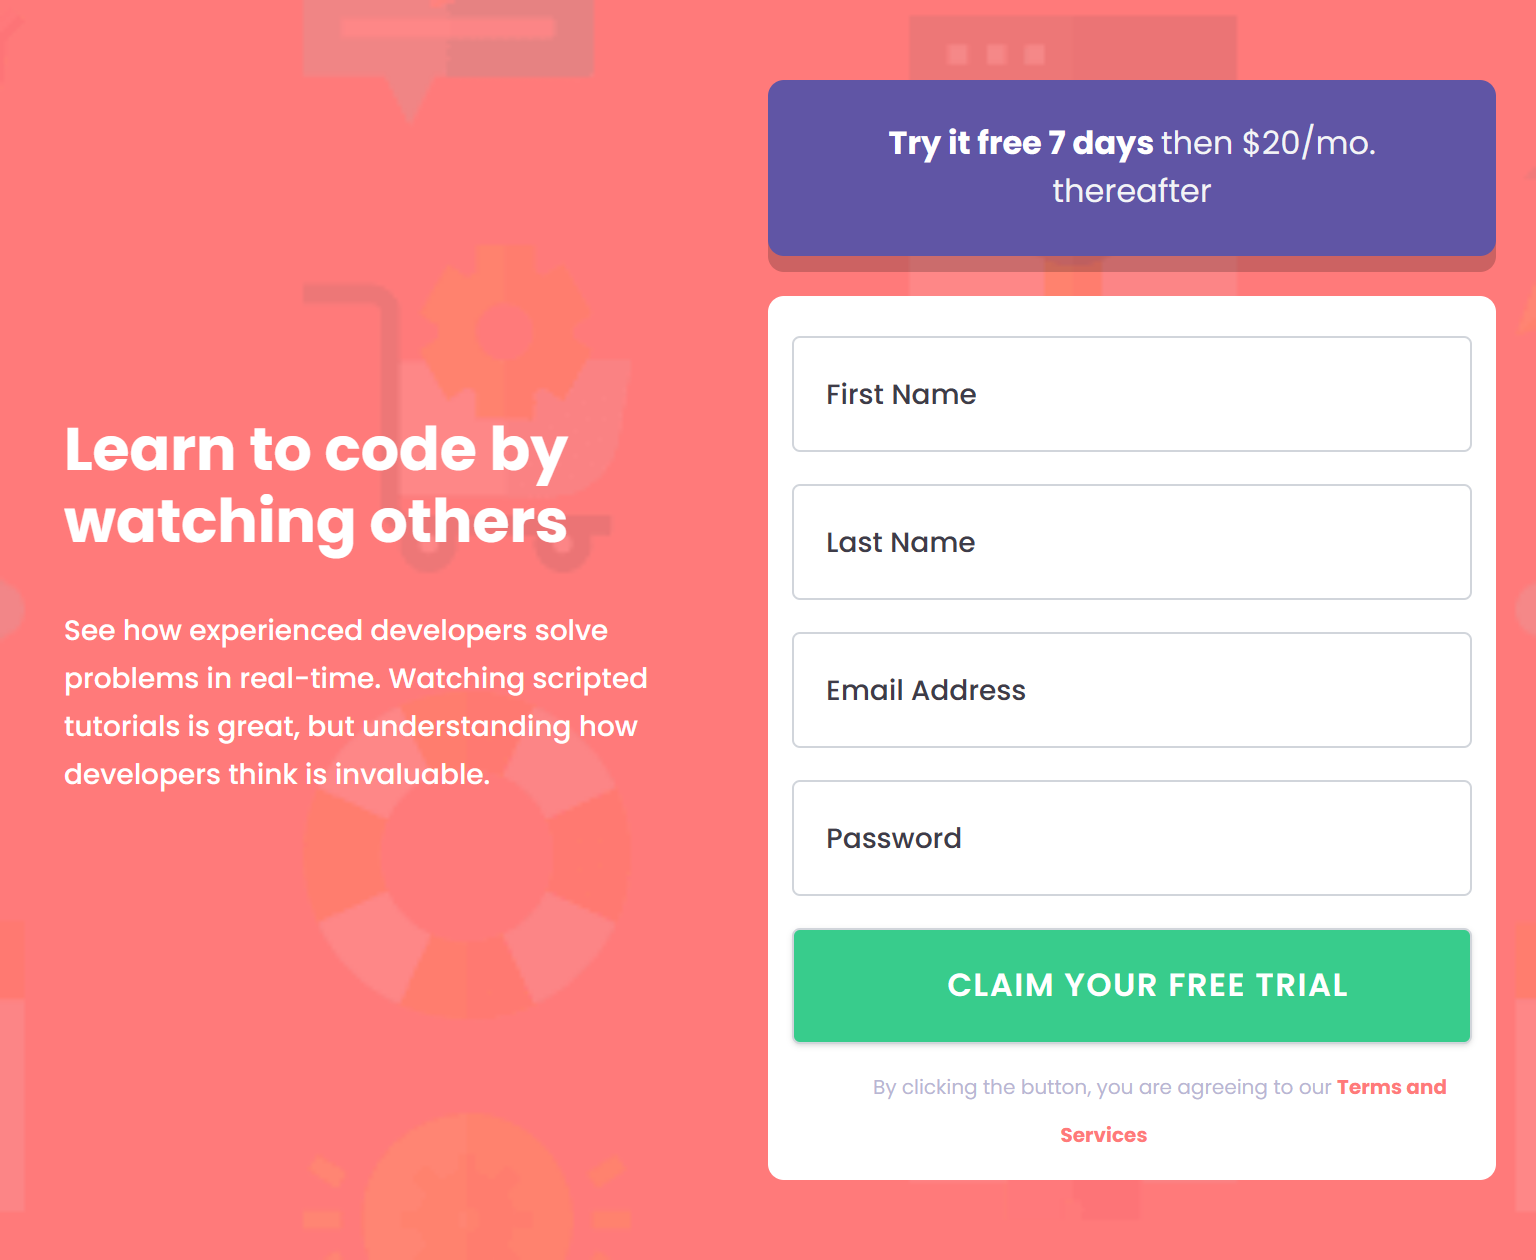 Learn to code by
watching others
See how experienced developers solve
problems in real-time. Watching scripted
tutorials is great, but understanding how
developers think is invaluable.
Try it free 7 days then $20/mo.
thereafter
First Name
Last Name
Email Address
Password
CLAIM YOUR FREE TRIAL
By clicking the button, you are agreeing to our Terms and
Services